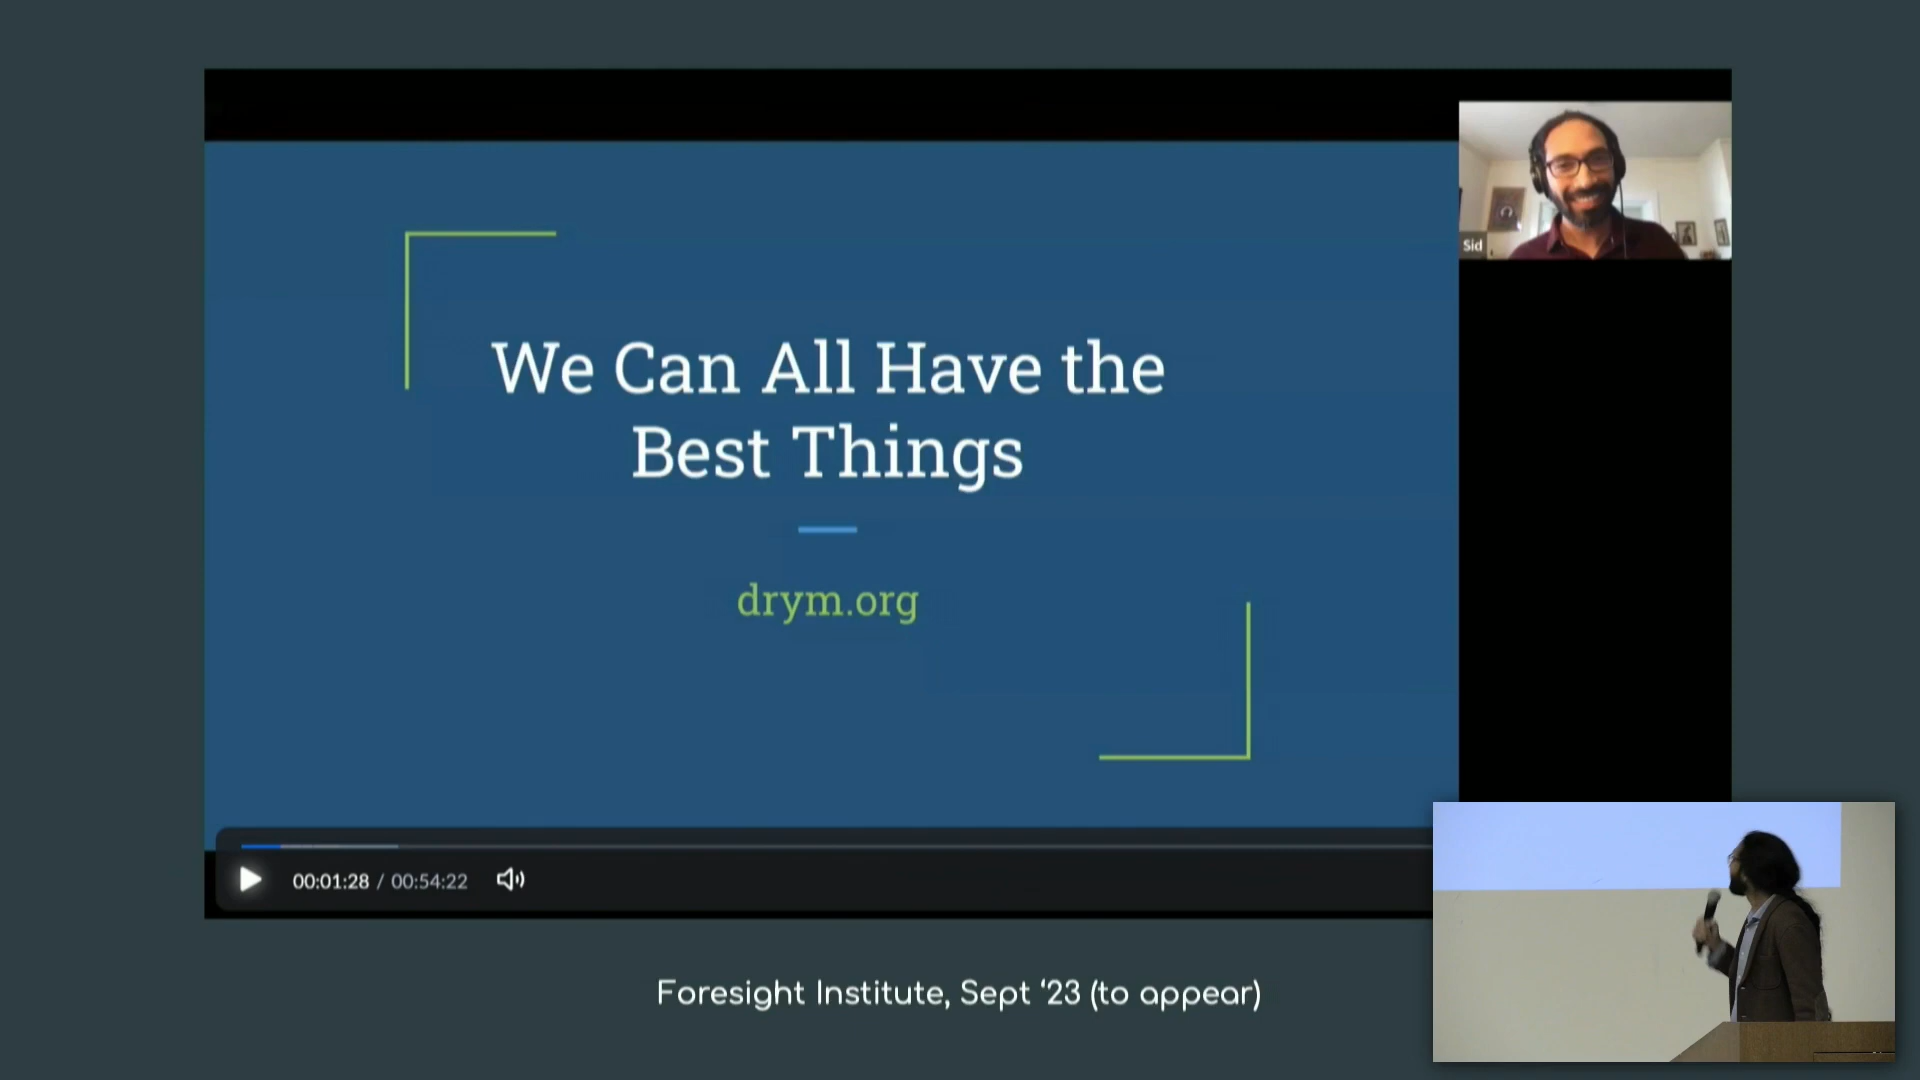 We Can All Have the
Best Things
drym.org
Sid
00:01:28 / 00:54:22
Foresight Institute, Sept ‘23 (to appear)